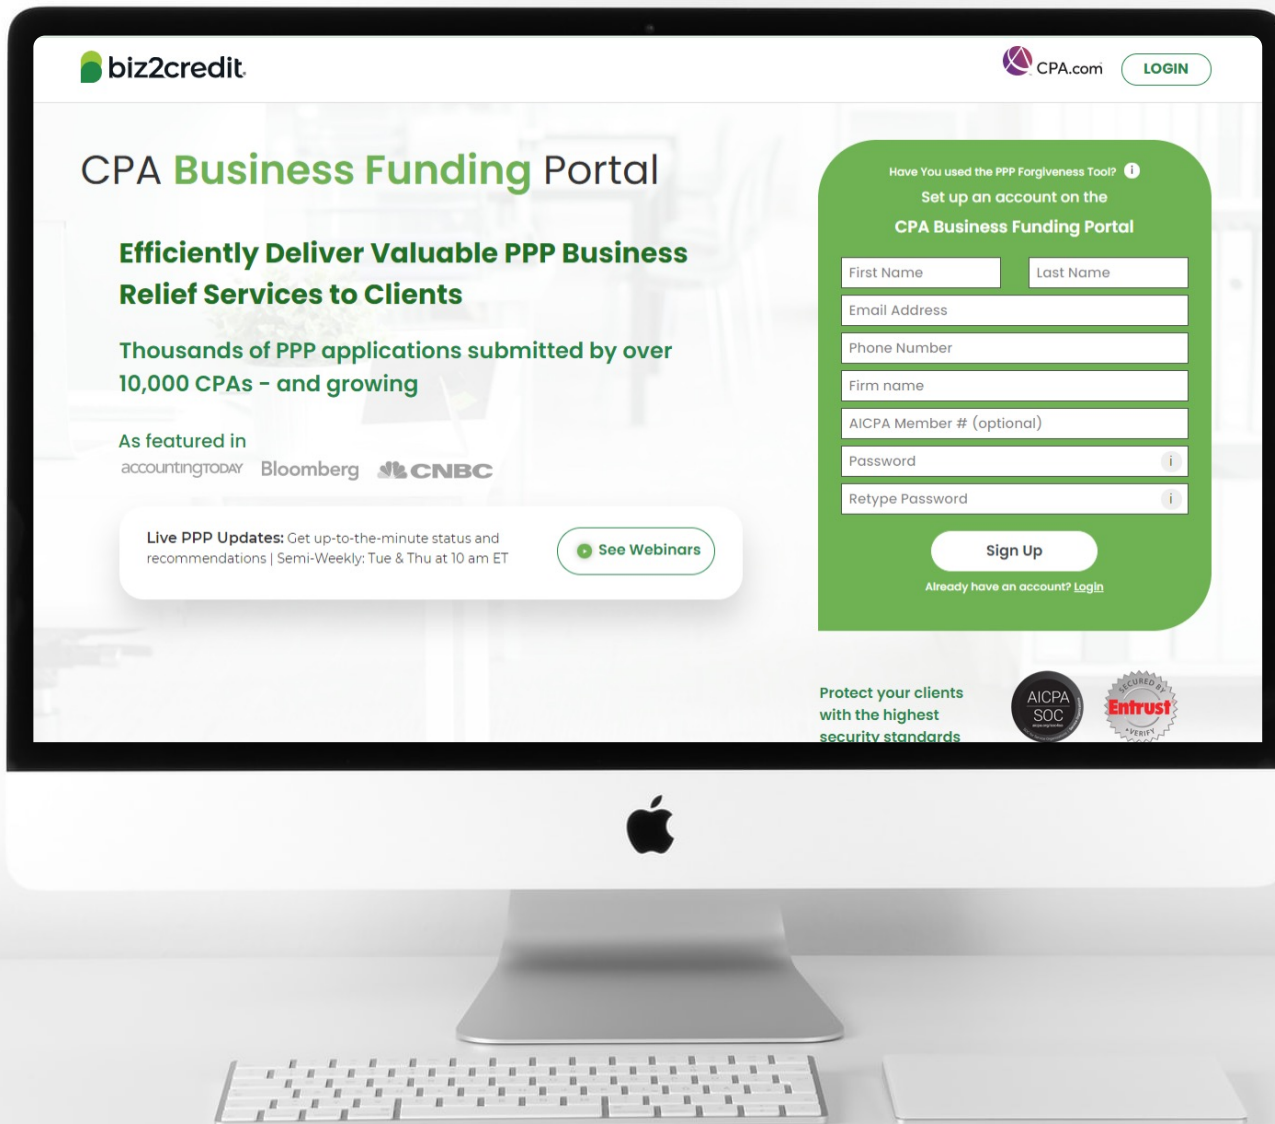 biz2credit
CPA.com
LOGIN
CPA Business Funding Portal
Efficiently Deliver Valuable PPP Business
Relief Services to Clients
Thousands of PPP applications submitted by over
10,000 CPAs - and growing
As featured in
accountingTODAY Bloomberg CNBC
Live PPP Updates: Get up-to-the-minute status and
recommendations | Semi-Weekly: Tue & Thu at 10 am ET
See Webinars
Have You used the PPP Forgiveness Tool? i
Set up an account on the
CPA Business Funding Portal
First Name
Last Name
Email Address
Phone Number
Firm name
AICPA Member # (optional)
Password i
Retype Password i
Sign Up
Already have an account? Login
Protect your clients
with the highest
security standards
AICPA
SOC
SECURED BY
Entrust
VERIFY